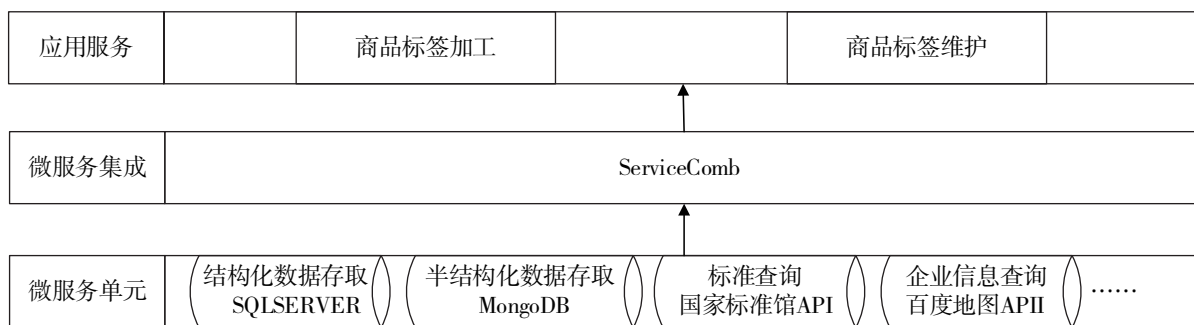 应用服务 商品标签加工 商品标签维护
微服务集成 ServiceComb
微服务单元
结构化数据存取
SQLSERVER
半结构化数据存取
MongoDB
标准查询
国家标准馆API
企业信息查询
百度地图APII
……